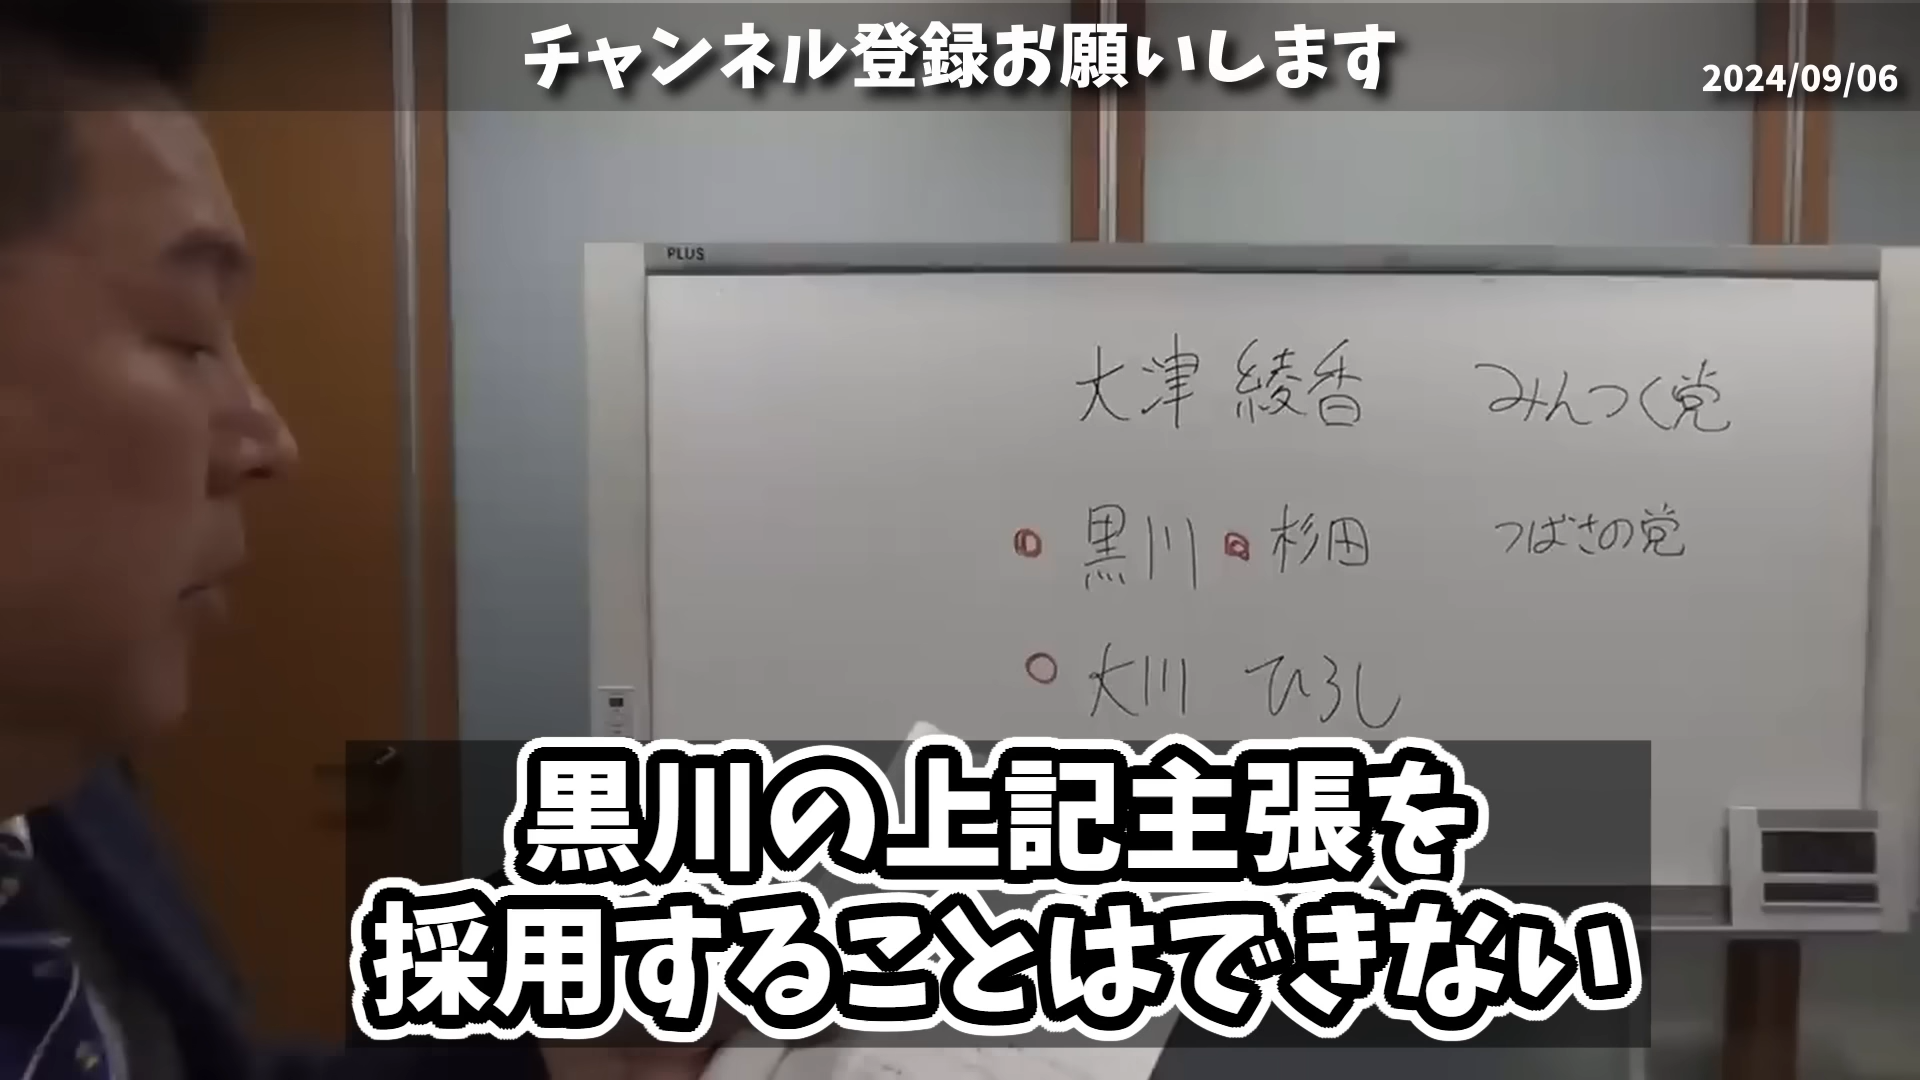 チャンネル登録お願いします
2024/09/06
PLUS
大津 綾香 みんつく党
黒川 杉田 つばさの党
大川 ひろし
黒川の上記主張を
採用することはできない